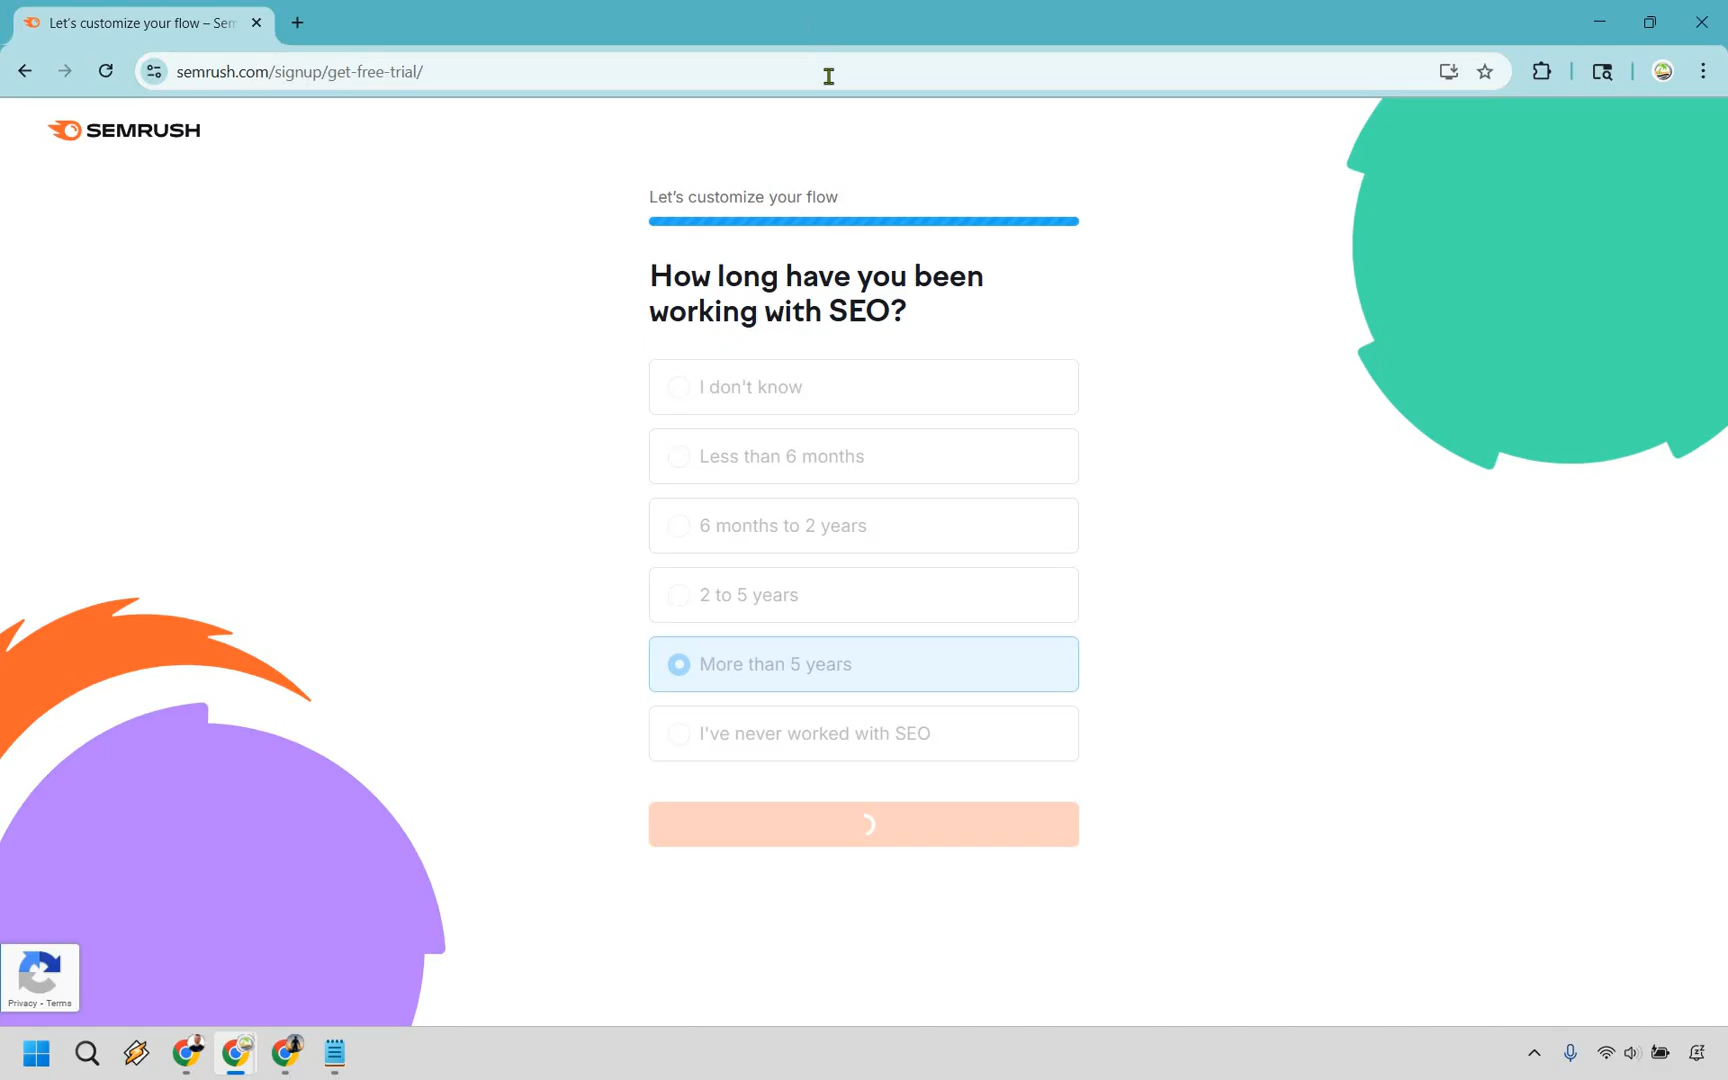 Let's customize your flow – Sem
semrush.com/signup/get-free-trial/
SEMRUSH
Let's customize your flow
How long have you been
working with SEO?
I don't know
Less than 6 months
6 months to 2 years
2 to 5 years
More than 5 years
I've never worked with SEO
Privacy - Terms